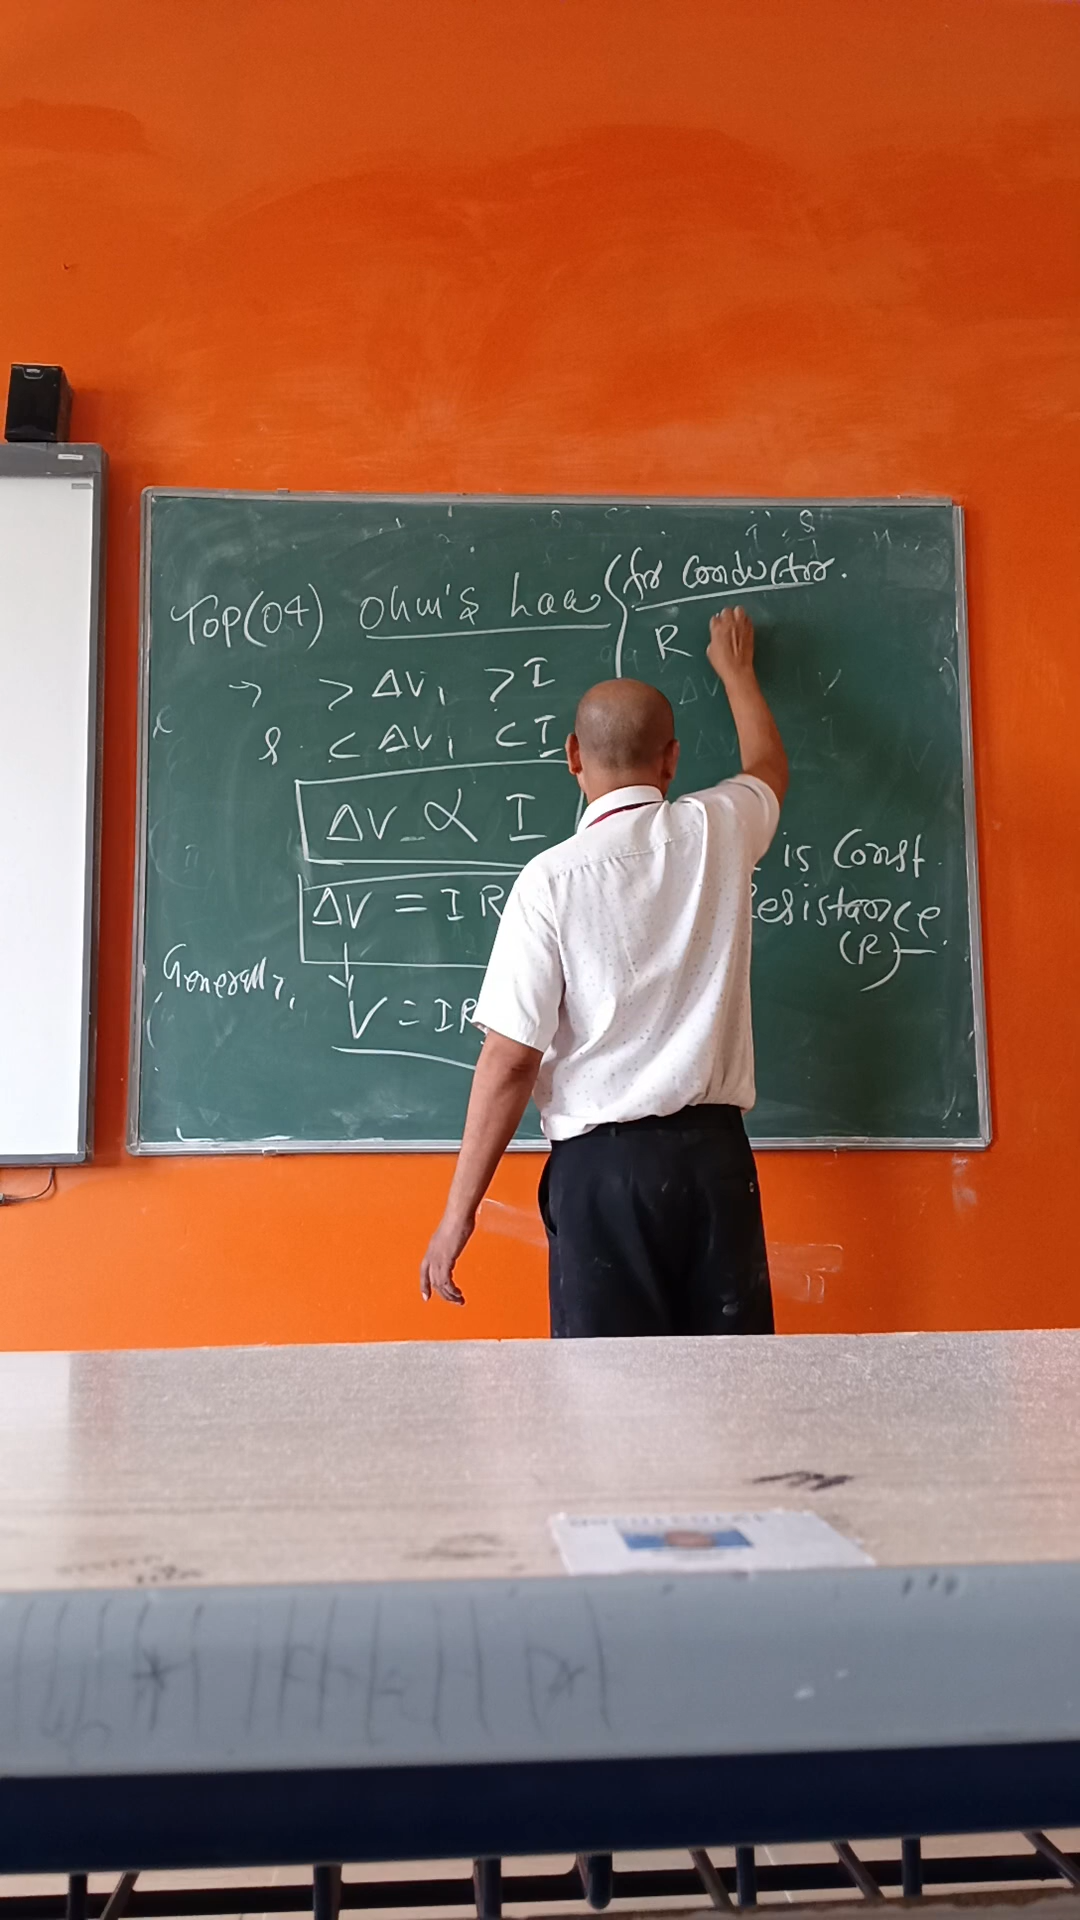 Top(04) Ohm's Law (for Conductor.
R
→ > ΔV, > I
& < ΔV, < I
ΔV ∝ I
ΔV = IR
is Const.
Resistance
(R)
Generally,
V = IR